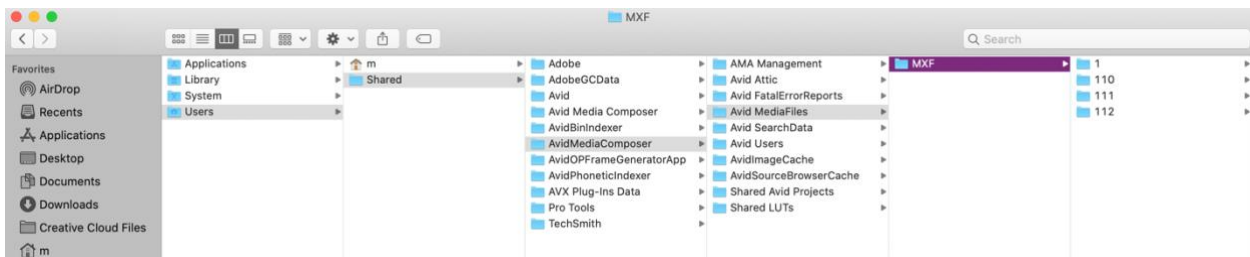 MXF
Search
Favorites
AirDrop
Recents
Applications
Desktop
Documents
Downloads
Creative Cloud Files
m
Applications
Library
System
Users
m
Shared
Adobe
AdobeGCData
Avid
Avid Media Composer
AvidBinIndexer
AvidMediaComposer
AvidOPFrameGeneratorApp
AvidPhoneticIndexer
AVX Plug-Ins Data
Pro Tools
TechSmith
AMA Management
Avid Attic
Avid FatalErrorReports
Avid MediaFiles
Avid SearchData
Avid Users
AvidImageCache
AvidSourceBrowserCache
Shared Avid Projects
Shared LUTs
MXF
1
110
111
112